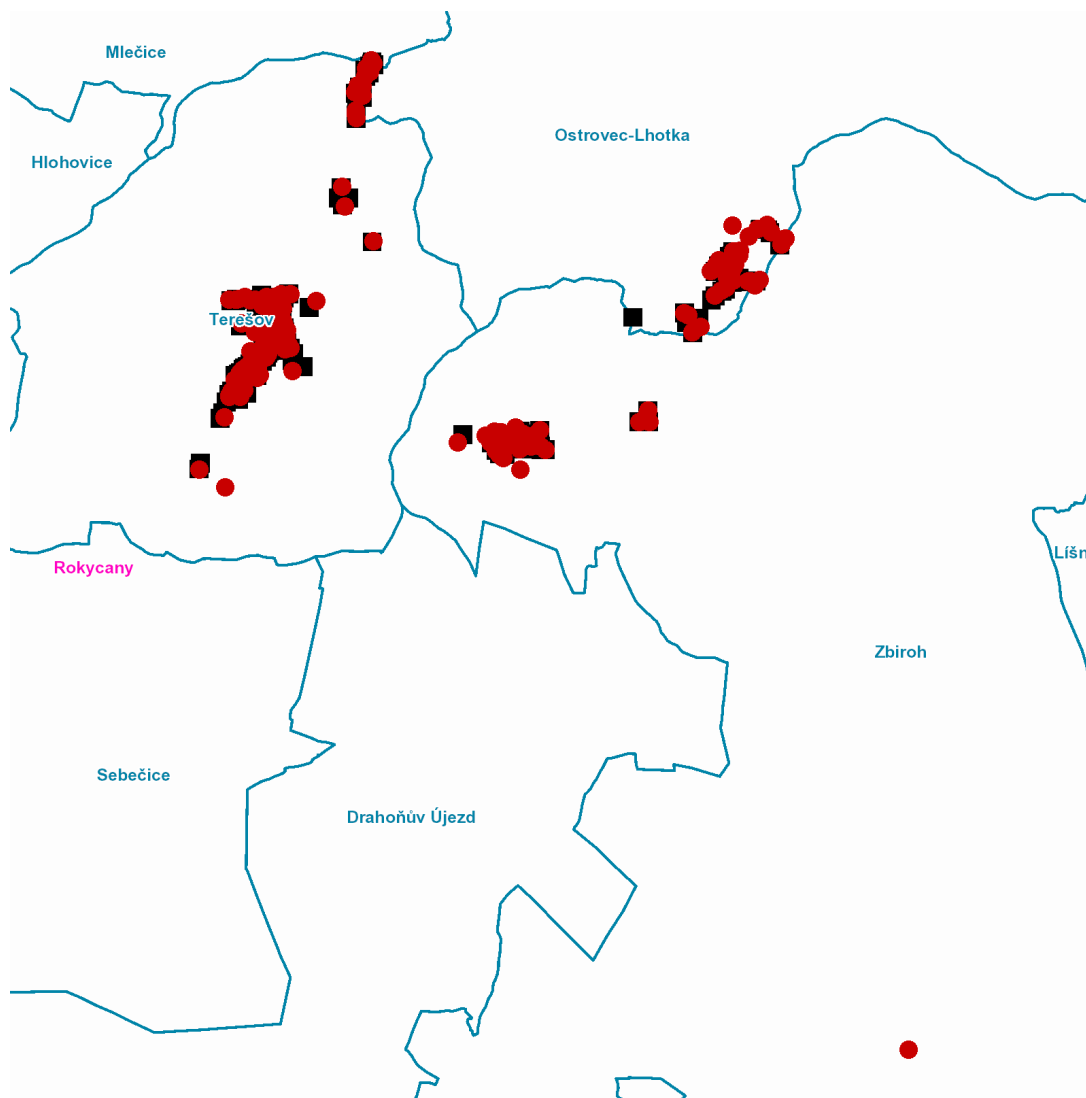 Mlečice
Ostrovec-Lhotka
Hlohovice
Terešov
Líšn
Rokycany
Zbiroh
Sebečice
Drahoňův Újezd